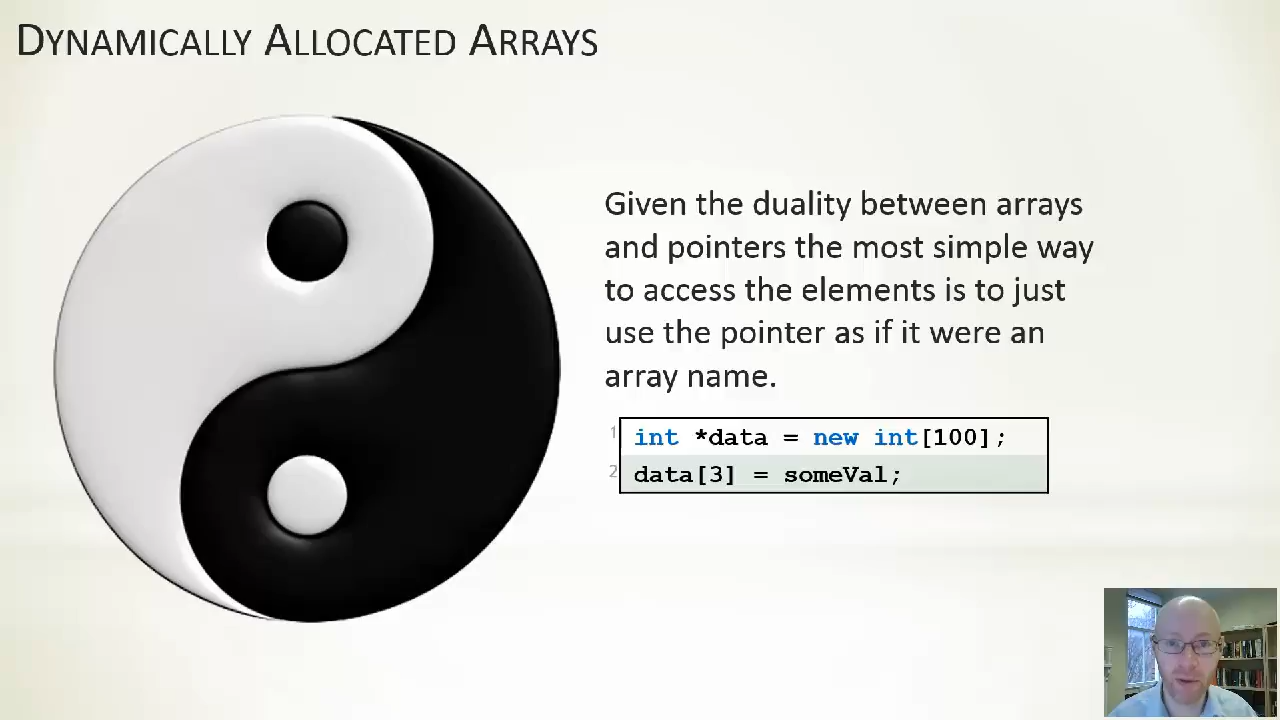 DYNAMICALLY ALLOCATED ARRAYS
Given the duality between arrays
and pointers the most simple way
to access the elements is to just
use the pointer as if it were an
array name.
1 int *data = new int[100];
2 data[3] = someVal;